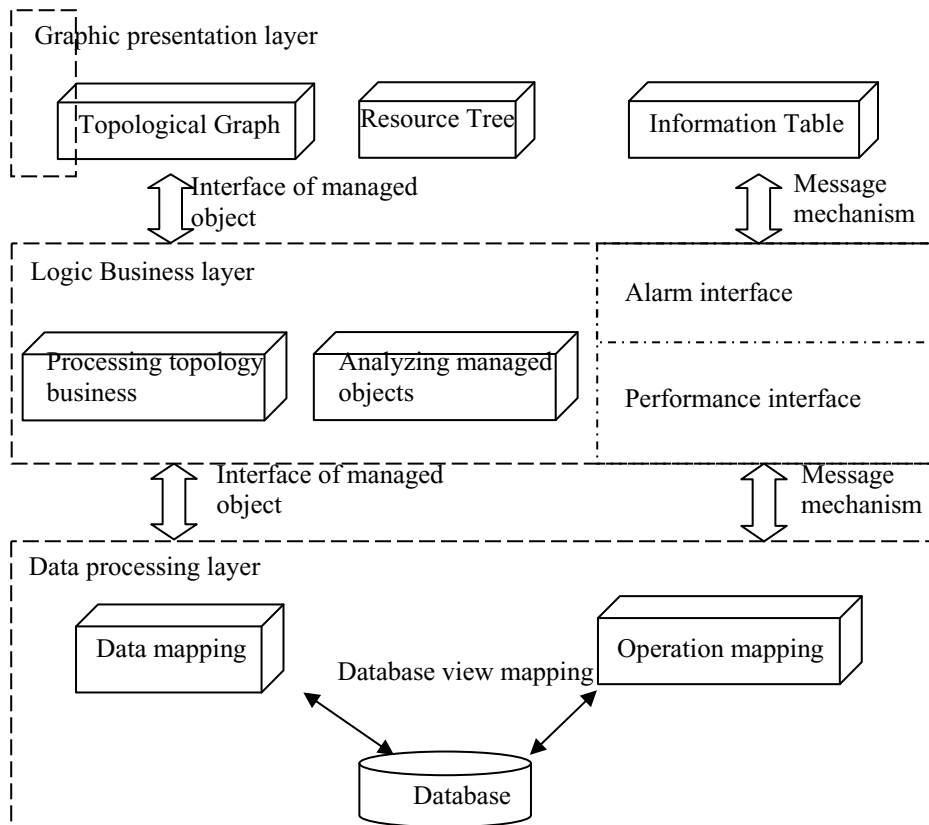 Graphic presentation layer
Topological Graph
Resource Tree
Information Table
Interface of managed
object
Message
mechanism
Logic Business layer
Alarm interface
Processing topology
business
Analyzing managed
objects
Performance interface
Interface of managed
object
Message
mechanism
Data processing layer
Data mapping
Operation mapping
Database view mapping
Database